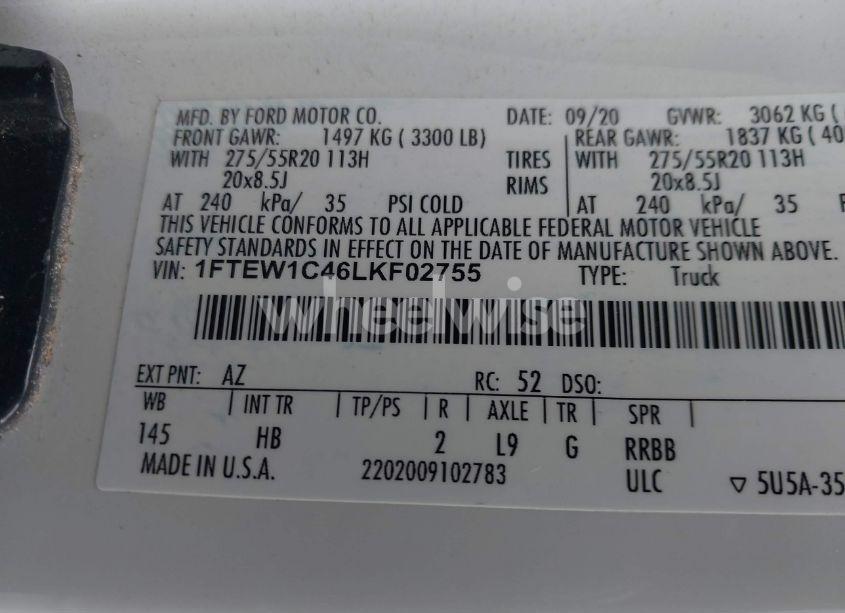 MFD. BY FORD MOTOR CO. DATE: 09/20 GVWR: 3062 KG (
FRONT GAWR: 1497 KG ( 3300 LB) REAR GAWR: 1837 KG ( 40
WITH 275/55R20 113H TIRES WITH 275/55R20 113H
20x8.5J RIMS 20x8.5J
AT 240 kPa/ 35 PSI COLD AT 240 kPa/ 35
THIS VEHICLE CONFORMS TO ALL APPLICABLE FEDERAL MOTOR VEHICLE
SAFETY STANDARDS IN EFFECT ON THE DATE OF MANUFACTURE SHOWN ABOVE.
VIN: 1FTEW1C46LKF02755 TYPE: Truck
wheelwise
EXT PNT: AZ RC: 52 DSO:
WB INT TR TP/PS R AXLE TR SPR
145 HB 2 L9 G RRBB
MADE IN U.S.A. 2202009102783 ULC ▽ 5U5A-35